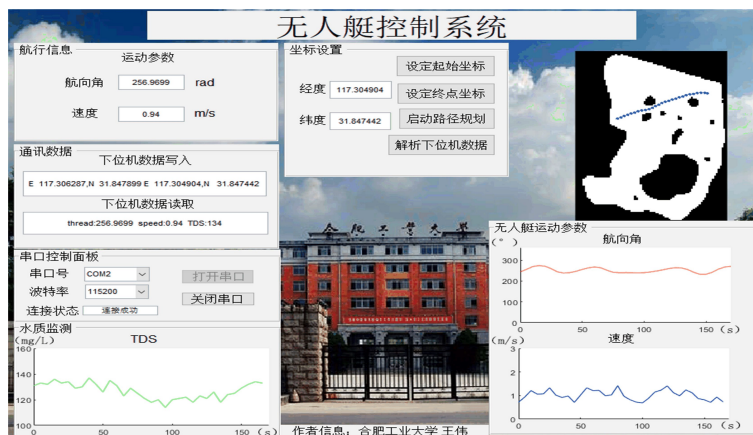 无人艇控制系统
航行信息
运动参数
航向角 256.9699 rad
速度 0.94 m/s
坐标设置
设定起始坐标
经度 117.304904 设定终点坐标
纬度 31.847442 启动路径规划
解析下位机数据
通讯数据
下位机数据写入
E 117.306287,N 31.847899 E 117.304904,N 31.847442
下位机数据读取
thread:256.9699 speed:0.94 TDS:134
串口控制面板
串口号 COM2 打开串口
波特率 115200 关闭串口
连接状态 连接成功
水质监测
(mg/L) TDS
160
140
120
100
0 50 100 150 (s)
合肥工业大学
作者信息：合肥工业大学 王伟
无人艇运动参数
(°) 航向角
300
200
100
0
0 50 100 150 (s)
(m/s) 速度
3
2
1
0
0 50 100 150 (s)